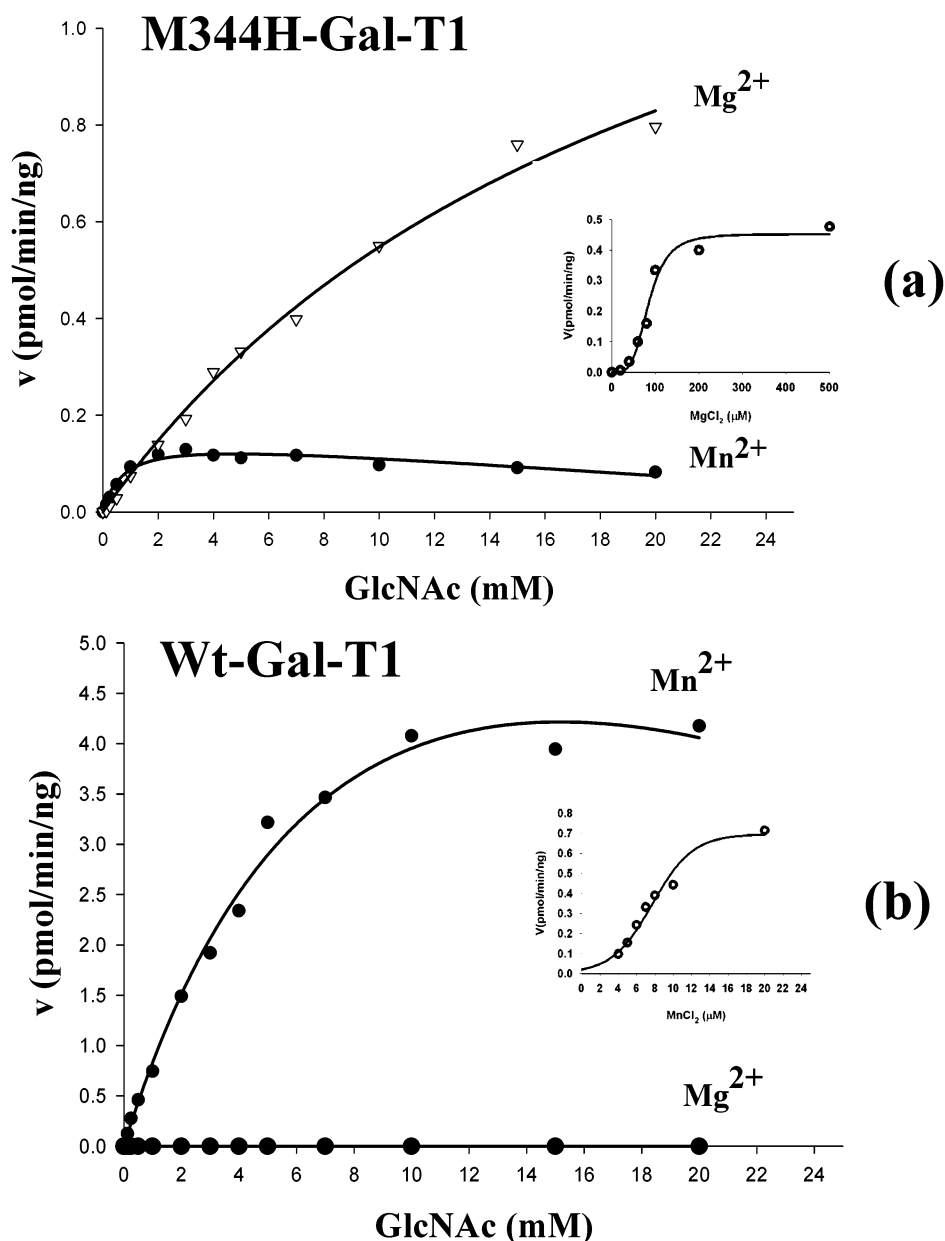 M344H-Gal-T1
v (pmol/min/ng)
1.0
0.8
0.6
0.4
0.2
0.0
Mg2+
Mn2+
0 2 4 6 8 10 12 14 16 18 20 22 24
GlcNAc (mM)
V(pmol/min/ng)
0.5
0.4
0.3
0.2
0.1
0.0
0 100 200 300 400 500
MgCl2 (μM)
(a)
Wt-Gal-T1
v (pmol/min/ng)
5.0
4.5
4.0
3.5
3.0
2.5
2.0
1.5
1.0
0.5
0.0
Mn2+
Mg2+
0 2 4 6 8 10 12 14 16 18 20 22 24
GlcNAc (mM)
V(pmol/min/ng)
0.8
0.7
0.6
0.5
0.4
0.3
0.2
0.1
0.0
0 2 4 6 8 10 12 14 16 18 20 22 24
MnCl2 (μM)
(b)